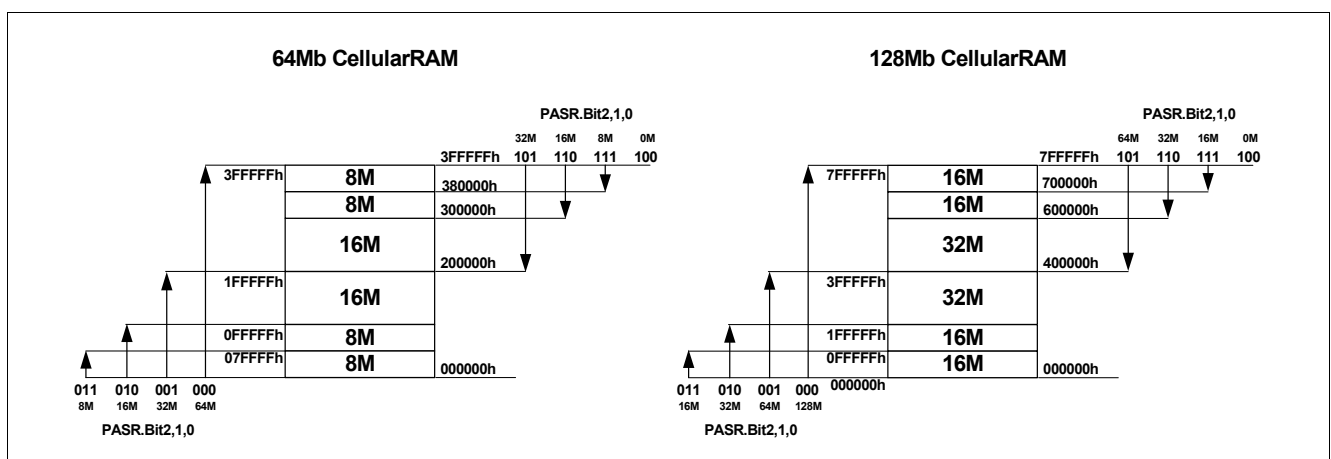 64Mb CellularRAM
PASR.Bit2,1,0
32M 16M 8M 0M
3FFFFFh 101 110 111 100
3FFFFFh 8M
380000h
8M
300000h
16M
200000h
1FFFFFh
16M
0FFFFFh 8M
07FFFFh 8M 000000h
011 010 001 000
8M 16M 32M 64M
PASR.Bit2,1,0
128Mb CellularRAM
PASR.Bit2,1,0
64M 32M 16M 0M
7FFFFFh 101 110 111 100
7FFFFFh 16M
700000h
16M
600000h
32M
400000h
3FFFFFh
32M
1FFFFFh 16M
0FFFFFh 16M 000000h
011 010 001 000 000000h
16M 32M 64M 128M
PASR.Bit2,1,0